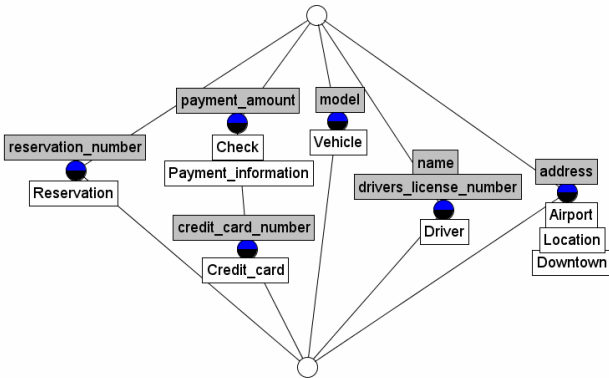 payment_amount
model
Check
Vehicle
reservation_number
Payment_information
name
address
Reservation
drivers_license_number
Airport
credit_card_number
Driver
Location
Credit_card
Downtown